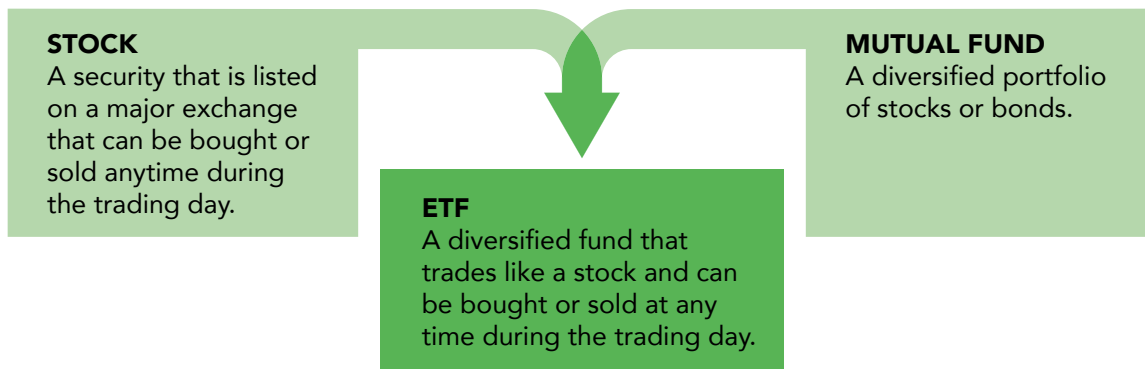 STOCK
A security that is listed
on a major exchange
that can be bought or
sold anytime during
the trading day.
MUTUAL FUND
A diversified portfolio
of stocks or bonds.
ETF
A diversified fund that
trades like a stock and can
be bought or sold at any
time during the trading day.